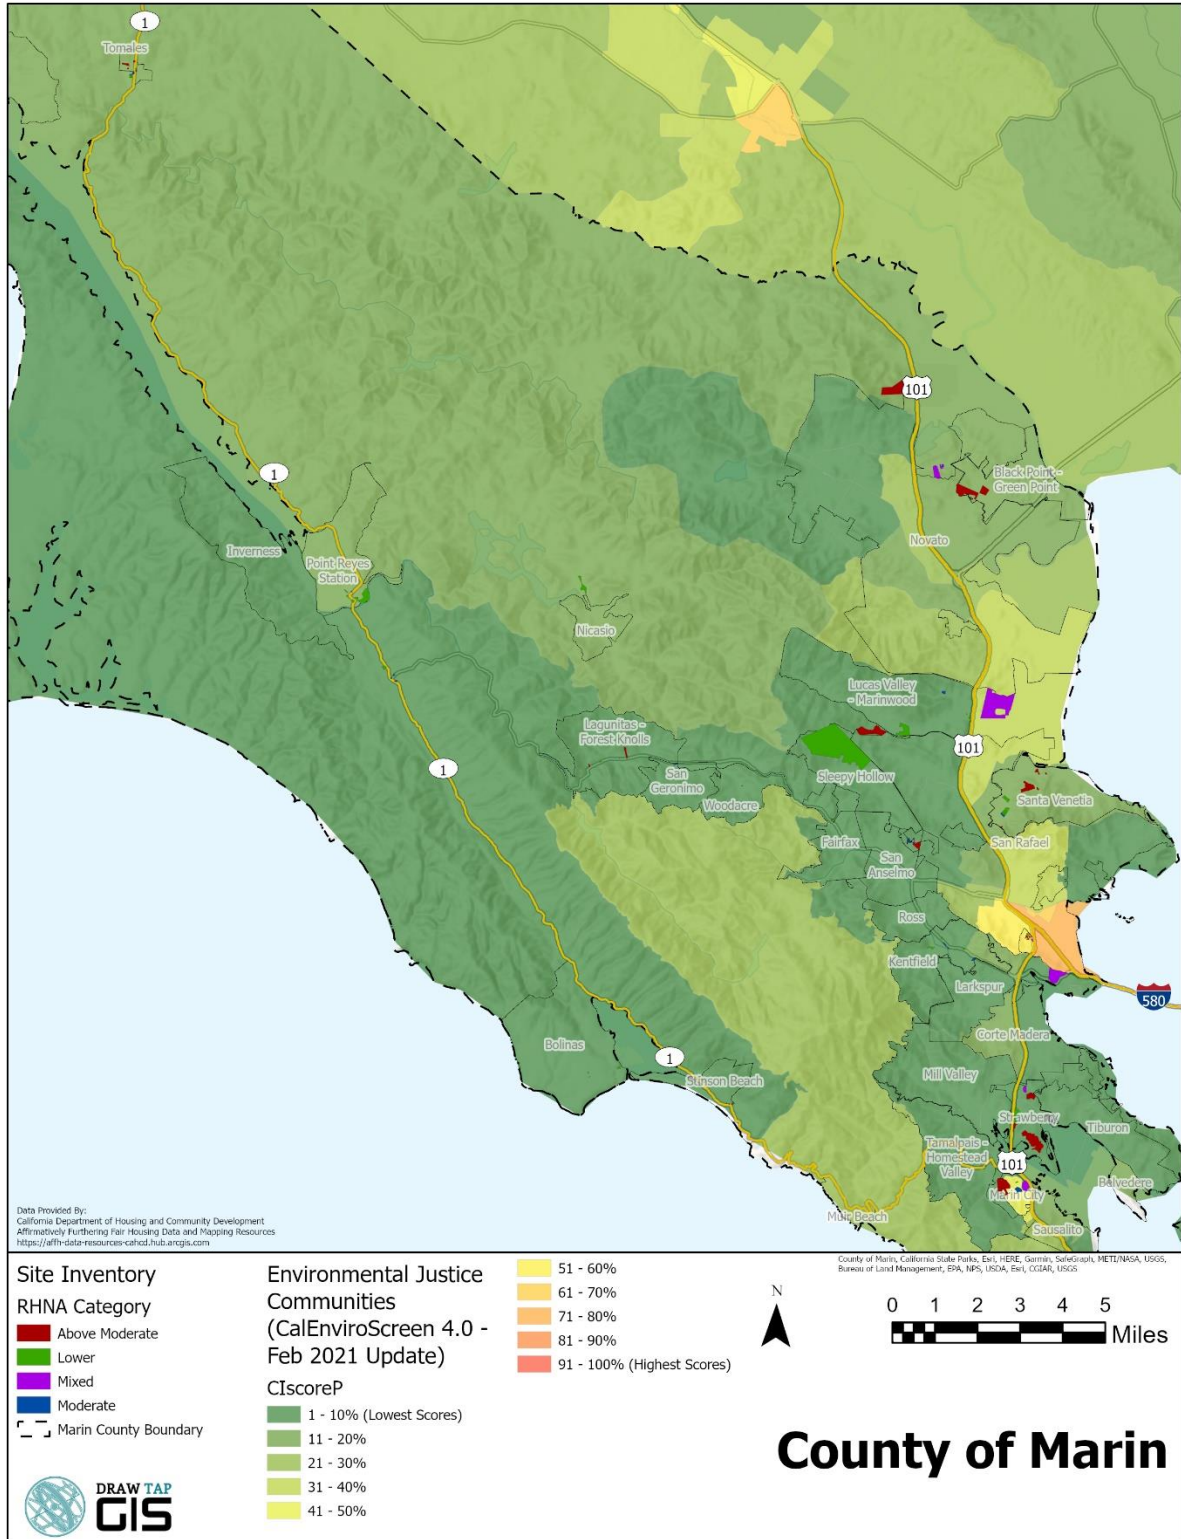 1
Tomales
101
Black Point -
Green Point
1
Novato
Inverness
Point Reyes
Station
Nicasio
Lucas Valley
- Marinwood
Lagunitas -
Forest Knolls
101
1
Sleepy Hollow
San
Geronimo
Woodacre
Santa Venetia
Fairfax
San Rafael
San
Anselmo
Ross
Kentfield
Larkspur
580
Corte Madera
Bolinas
1
Stinson Beach
Mill Valley
Strawberry
Tiburon
Tamalpais -
Homestead
Valley
101
Belvedere
Marin City
Muir Beach
Sausalito
Data Provided By:
California Department of Housing and Community Development
Affirmatively Furthering Fair Housing Data and Mapping Resources
https://affh-data-resources-cahcd.hub.arcgis.com
County of Marin, California State Parks, Esri, HERE, Garmin, SafeGraph, METI/NASA, USGS,
Bureau of Land Management, EPA, NPS, USDA, Esri, CGIAR, USGS
Site Inventory
RHNA Category
Above Moderate
Lower
Mixed
Moderate
Marin County Boundary
DRAW TAP
GIS
Environmental Justice
Communities
(CalEnviroScreen 4.0 -
Feb 2021 Update)
CIscoreP
1 - 10% (Lowest Scores)
11 - 20%
21 - 30%
31 - 40%
41 - 50%
51 - 60%
61 - 70%
71 - 80%
81 - 90%
91 - 100% (Highest Scores)
N
0 1 2 3 4 5
Miles
County of Marin